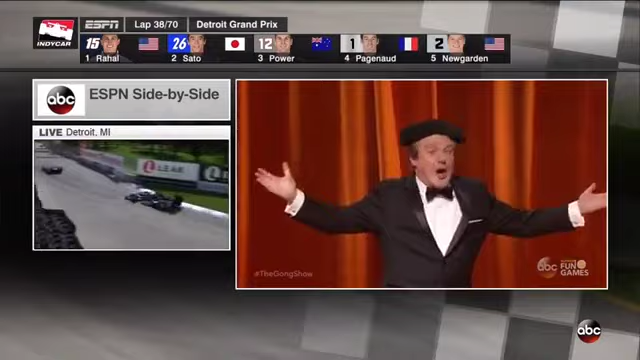 INDYCAR
ESPN
Lap 38/70
Detroit Grand Prix
15 26 12 1 2
1 Rahal 2 Sato 3 Power 4 Pagenaud 5 Newgarden
abc
ESPN Side-by-Side
LIVE Detroit, MI
LEAR
#TheGongShow
abc
FUN
GAMES
abc